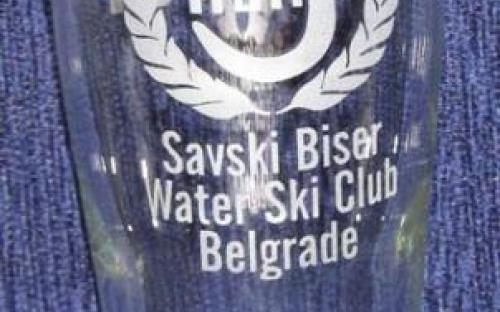 Savski Biser
Water Ski Club
Belgrade